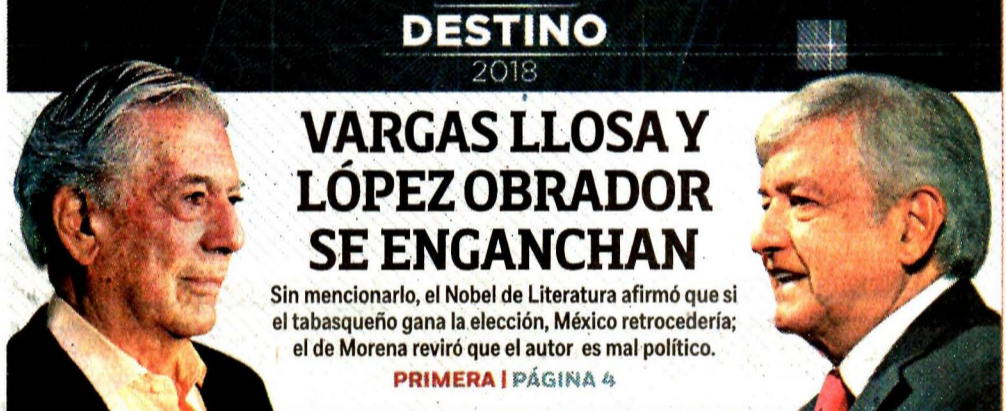 DESTINO
2018
VARGAS LLOSA Y
LÓPEZ OBRADOR
SE ENGANCHAN
Sin mencionarlo, el Nobel de Literatura afirmó que si
el tabasqueño gana la elección, México retrocedería;
el de Morena reviró que el autor es mal político.
PRIMERA | PÁGINA 4